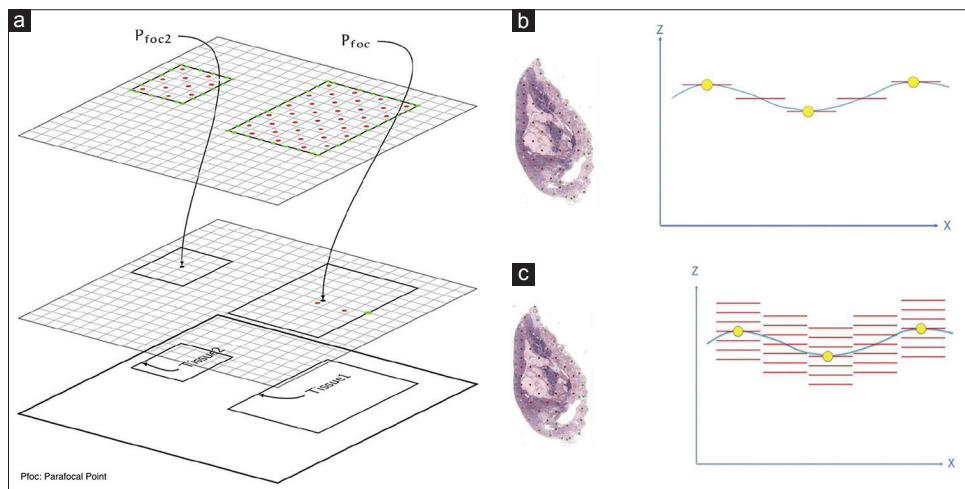 a
Pfoc2
Pfoc
Tissue2
Tissue1
Pfoc: Parafocal Point
b
Z
X
c
Z
X